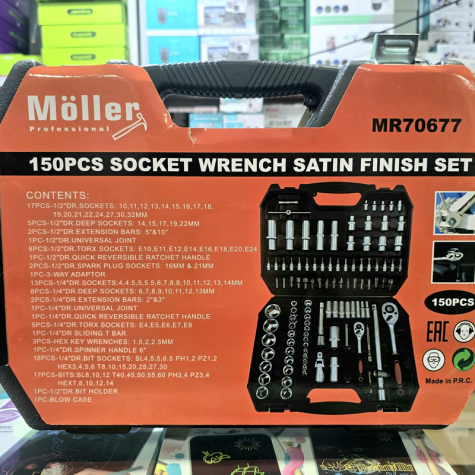 Möller
Professional
MR70677
150PCS SOCKET WRENCH SATIN FINISH SET
CONTENTS:
17PCS-1/2"DR.SOCKETS: 10,11,12,13,14,15,16,17,18,
19,20,21,22,24,27,30,32MM
5PCS-1/2"DR.DEEP SOCKETS: 14,15,17,19,22MM
2PCS-1/2"DR.EXTENSION BARS: 5"&10"
1PC-1/2"DR.UNIVERSAL JOINT
8PCS-1/2"DR.TORX SOCKETS: E10,E11,E12,E14,E16,E18,E20,E24
1PC-1/2"DR.QUICK REVERSIBLE RATCHET HANDLE
2PCS-1/2"DR.SPARK PLUG SOCKETS: 16MM & 21MM
1PC-3-WAY ADAPTOR
13PCS-1/4"DR.SOCKETS:4,4.5,5,5.5,6,7,8,9,10,11,12,13,14MM
8PCS-1/4"DR.DEEP SOCKETS: 6,7,8,9,10,11,12,13MM
2PCS-1/4"DR.EXTENSION BARS: 2"&3"
1PC-1/4"DR.UNIVERSAL JOINT
1PC-1/4"DR.QUICK REVERSIBLE RATCHET HANDLE
5PCS-1/4"DR.TORX SOCKETS: E4,E5,E6,E7,E8
1PC-1/4"DR.SLIDING T BAR
3PCS-HEX KEY WRENCHES: 1.5,2,2.5MM
1PC-1/4"DR.SPINNER HANDLE 6"
18PCS-1/4"DR.BIT SOCKETS: SL4,5.5,6.5 PH1,2 PZ1,2
HEX3,4,5,6 T8,10,15,20,25,27,30
17PCS-BITS:SL8,10,12 T40,45,50,55,60 PH3,4 PZ3,4
HEX7,8,10,12,14
1PC-1/2"DR.BIT HOLDER
1PC-BLOW CASE
150PCS
EAC
Made in P.R.C.